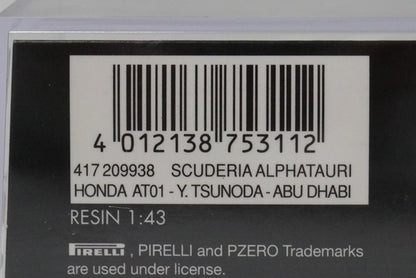 4 012138 753112
417 209938 SCUDERIA ALPHATAURI
HONDA AT01 - Y. TSUNODA - ABU DHABI
RESIN 1:43
PIRELLI , PIRELLI and PZERO Trademarks
are used under license.